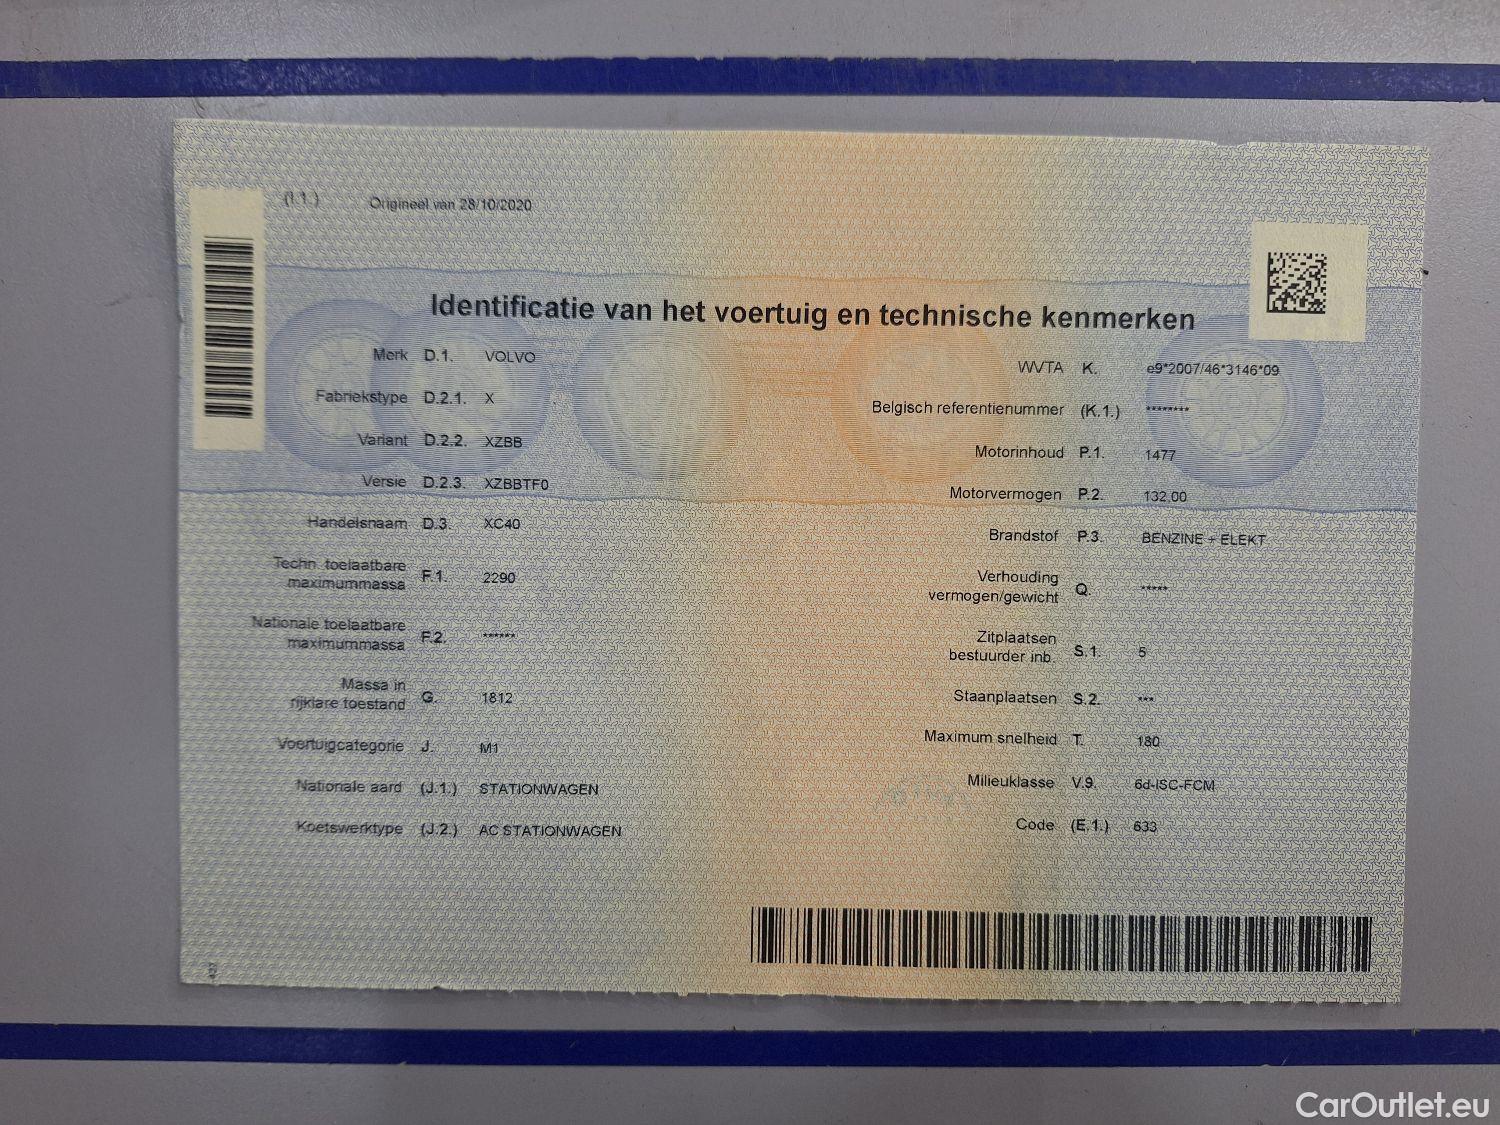 (I.1.) Origineel van 28/10/2020
Identificatie van het voertuig en technische kenmerken
Merk D.1. VOLVO
Fabriekstype D.2.1. X
Variant D.2.2. XZBB
Versie D.2.3. XZBBTF0
Handelsnaam D.3. XC40
Techn. toelaatbare
maximummassa F.1. 2290
Nationale toelaatbare
maximummassa F.2. ******
Massa in
rijklare toestand G. 1812
Voertuigcategorie J. M1
Nationale aard (J.1.) STATIONWAGEN
Koetswerktype (J.2.) AC STATIONWAGEN
WVTA K. e9*2007/46*3146*09
Belgisch referentienummer (K.1.) ********
Motorinhoud P.1. 1477
Motorvermogen P.2. 132,00
Brandstof P.3. BENZINE + ELEKT
Verhouding
vermogen/gewicht Q. *****
Zitplaatsen
bestuurder inb. S.1. 5
Staanplaatsen S.2. ***
Maximum snelheid T. 180
Milieuklasse V.9. 6d-ISC-FCM
Code (E.1.) 633
CarOutlet.eu